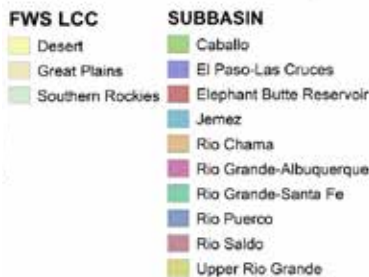 FWS LCC
Desert
Great Plains
Southern Rockies
SUBBASIN
Caballo
El Paso-Las Cruces
Elephant Butte Reservoir
Jemez
Rio Chama
Rio Grande-Albuquerque
Rio Grande-Santa Fe
Rio Puerco
Rio Saldo
Upper Rio Grande